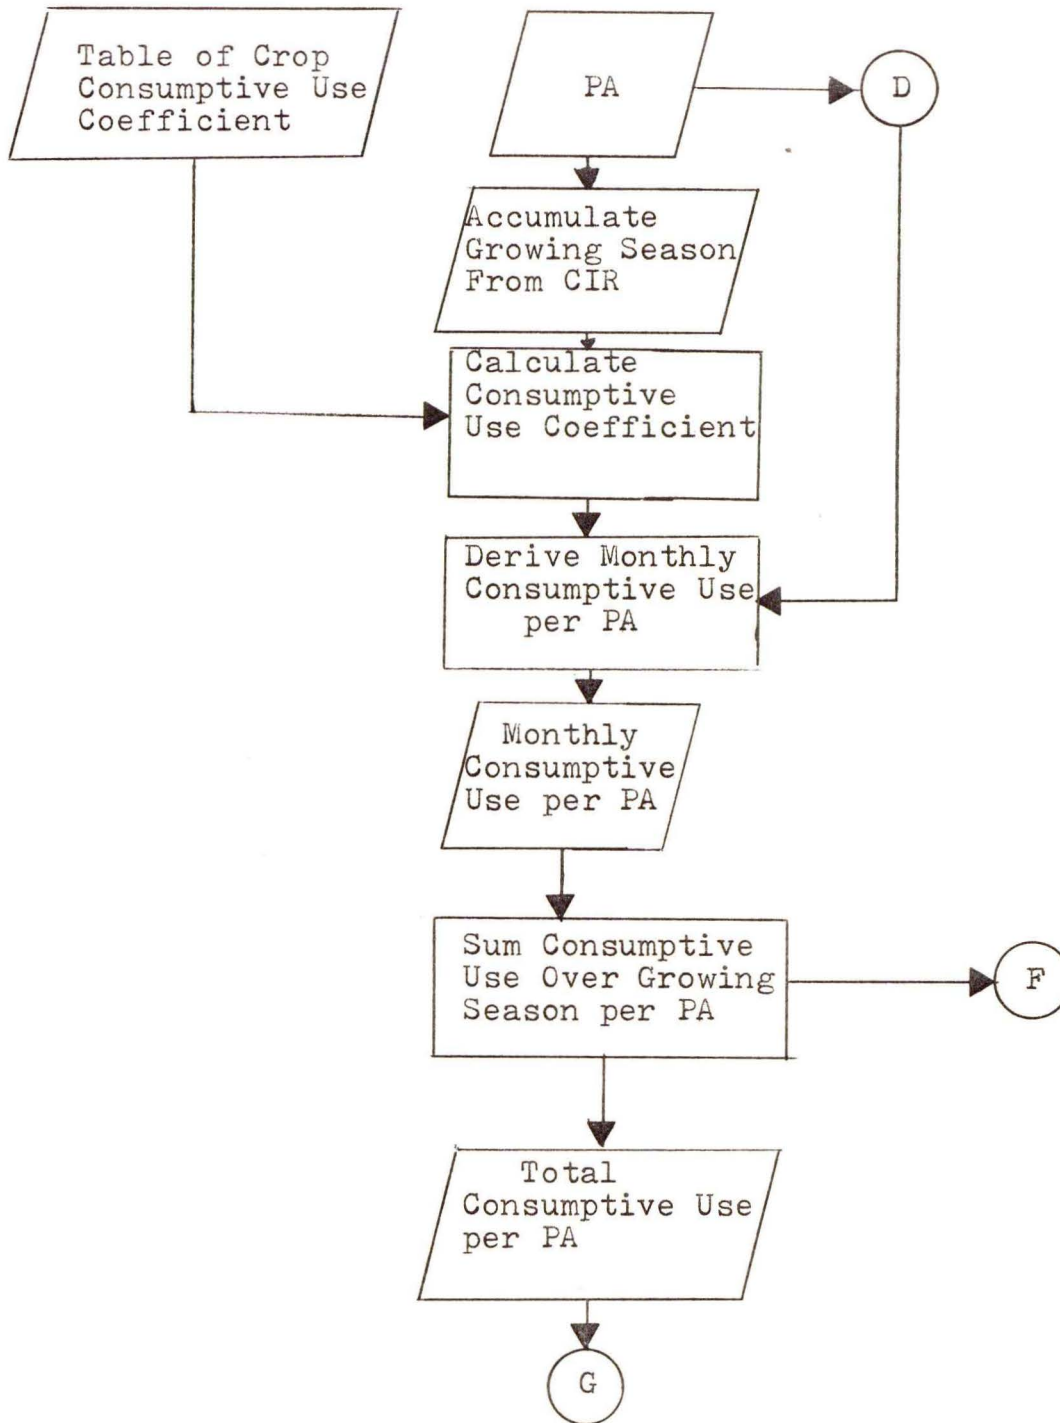 Table of Crop
Consumptive Use
Coefficient
PA
D
Accumulate
Growing Season
From CIR
Calculate
Consumptive
Use Coefficient
Derive Monthly
Consumptive Use
per PA
Monthly
Consumptive
Use per PA
Sum Consumptive
Use Over Growing
Season per PA
F
Total
Consumptive Use
per PA
G